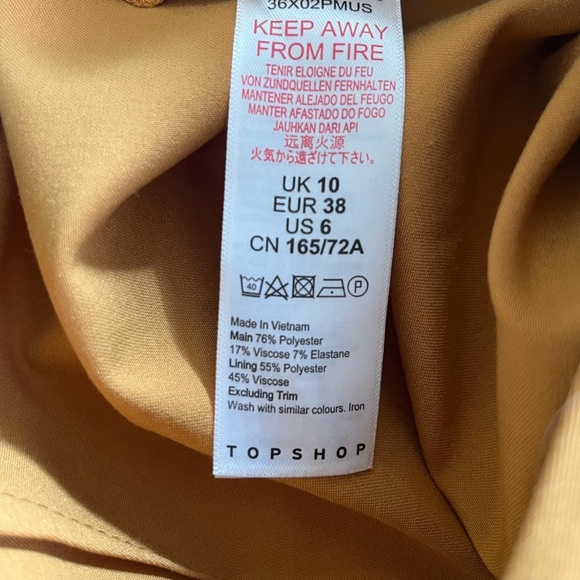 36X02PMUS
KEEP AWAY
FROM FIRE
TENIR ELOIGNE DU FEU
VON ZUNDQUELLEN FERNHALTEN
MANTENER ALEJADO DEL FEUGO
MANTER AFASTADO DO FOGO
JAUHKAN DARI API
远离火源
火気から遠ざけて下さい。
UK 10
EUR 38
US 6
CN 165/72A
40 P
Made In Vietnam
Main 76% Polyester
17% Viscose 7% Elastane
Lining 55% Polyester
45% Viscose
Excluding Trim
Wash with similar colours. Iron
TOPSHOP